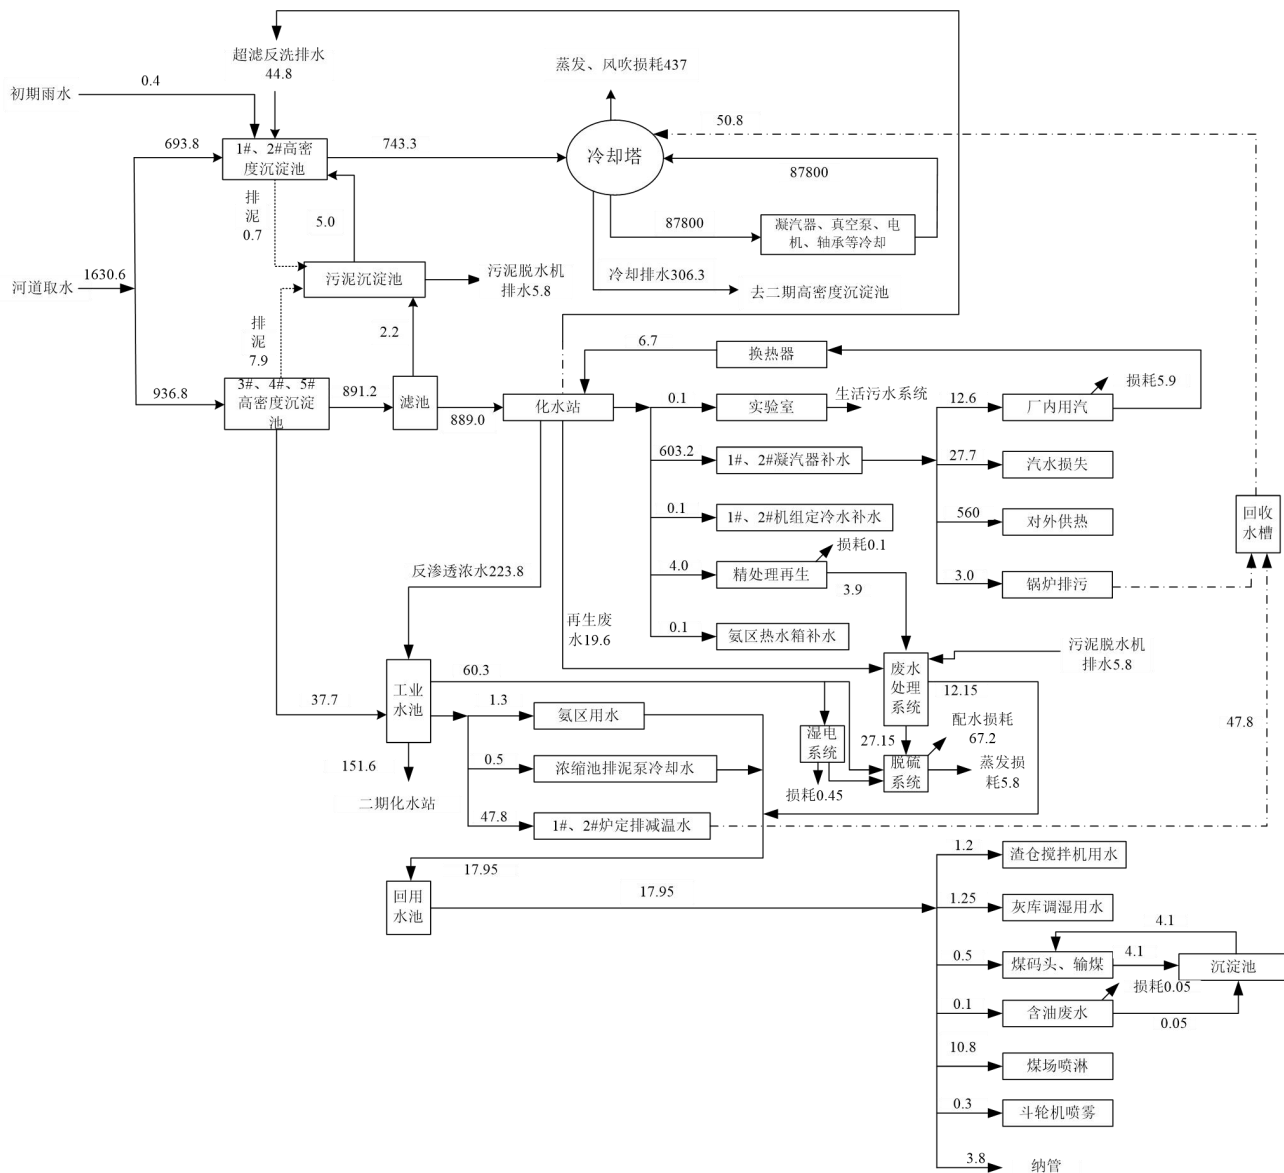 超滤反洗排水
44.8
蒸发、风吹损耗437
0.4
初期雨水
50.8
693.8
1#、2#高密
度沉淀池
743.3
冷却塔
87800
排
泥
0.7
5.0
87800
凝汽器、真空泵、电
机、轴承等冷却
1630.6
河道取水
污泥沉淀池
污泥脱水机
排水5.8
冷却排水306.3
去二期高密度沉淀池
排
泥
7.9
2.2
6.7
换热器
936.8
3#、4#、5#
高密度沉淀
池
891.2
滤池
889.0
化水站
0.1
实验室
生活污水系统
12.6
厂内用汽
损耗5.9
603.2
1#、2#凝汽器补水
27.7
汽水损失
0.1
1#、2#机组定冷水补水
560
对外供热
回收
水槽
损耗0.1
反渗透浓水223.8
4.0
精处理再生
3.9
3.0
锅炉排污
再生废
水19.6
0.1
氨区热水箱补水
污泥脱水机
排水5.8
废水
处理
系统
12.15
60.3
37.7
工业
水池
1.3
氨区用水
湿电
系统
27.15
配水损耗
67.2
47.8
151.6
0.5
浓缩池排泥泵冷却水
脱硫
系统
蒸发损
耗5.8
二期化水站
损耗0.45
47.8
1#、2#炉定排减温水
17.95
回用
水池
17.95
1.2
渣仓搅拌机用水
1.25
灰库调湿用水
4.1
0.5
煤码头、输煤
4.1
沉淀池
损耗0.05
0.1
含油废水
0.05
10.8
煤场喷淋
0.3
斗轮机喷雾
3.8
纳管